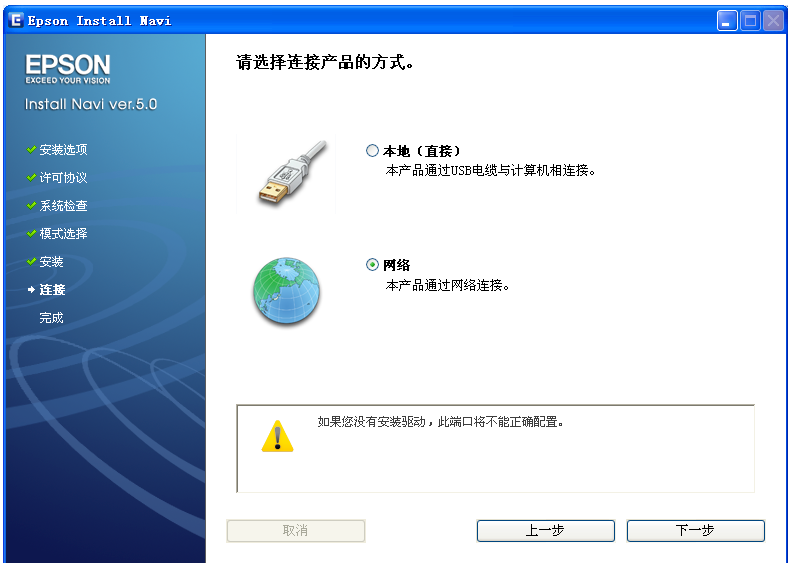 Epson Install Navi
EPSON
EXCEED YOUR VISION
Install Navi ver.5.0
安装选项
许可协议
系统检查
模式选择
安装
连接
完成
请选择连接产品的方式。
本地（直接）
本产品通过USB电缆与计算机相连接。
网络
本产品通过网络连接。
如果您没有安装驱动，此端口将不能正确配置。
取消
上一步
下一步